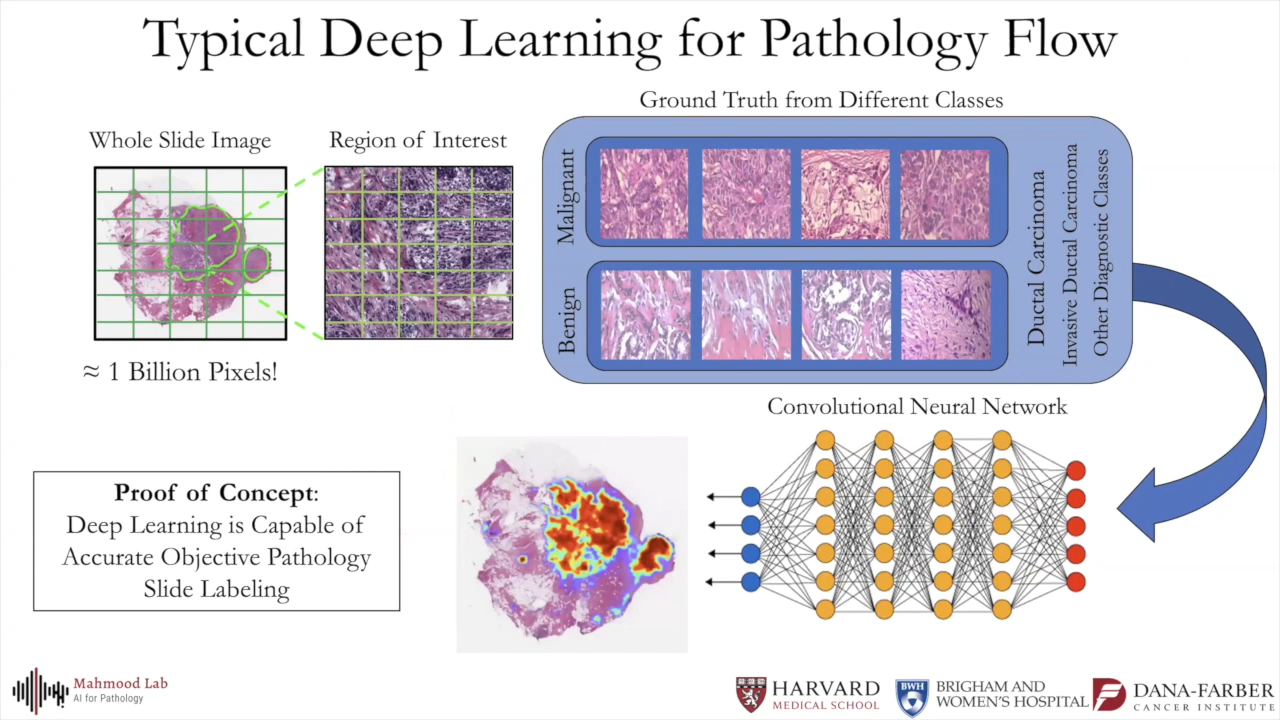 Typical Deep Learning for Pathology Flow
Ground Truth from Different Classes
Whole Slide Image
Region of Interest
Malignant
Benign
Ductal Carcinoma
Invasive Ductal Carcinoma
Other Diagnostic Classes
≈ 1 Billion Pixels!
Convolutional Neural Network
Proof of Concept:
Deep Learning is Capable of
Accurate Objective Pathology
Slide Labeling
Mahmood Lab
AI for Pathology
HARVARD
MEDICAL SCHOOL
BWH
BRIGHAM AND
WOMEN'S HOSPITAL
DANA-FARBER
CANCER INSTITUTE